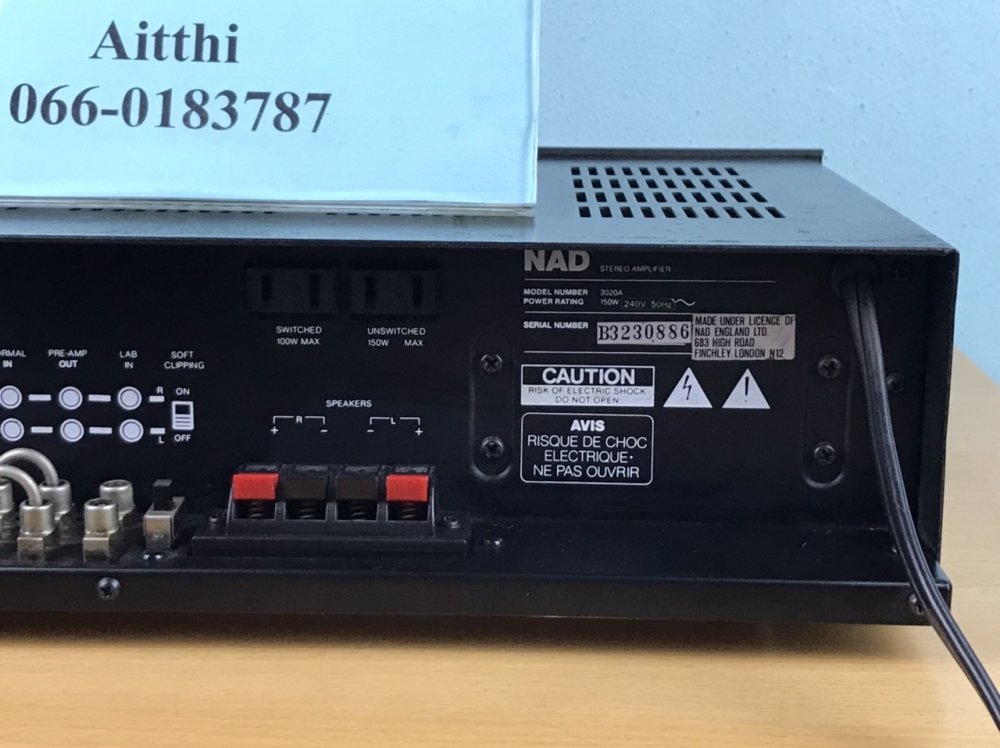 Aitthi
066-0183787
NAD STEREO AMPLIFIER
MODEL NUMBER 3020A
POWER RATING 150W 240V 50Hz
SERIAL NUMBER B3230886
MADE UNDER LICENCE OF
NAD ENGLAND LTD.
683 HIGH ROAD
FINCHLEY, LONDON N12
SWITCHED
100W MAX
UNSWITCHED
150W MAX
CAUTION
RISK OF ELECTRIC SHOCK
DO NOT OPEN
AVIS
RISQUE DE CHOC
ELECTRIQUE·
NE PAS OUVRIR
RMAL
IN
PRE-AMP
OUT
LAB
IN
SOFT
CLIPPING
R
L
ON
OFF
SPEAKERS
R L
+ - - +